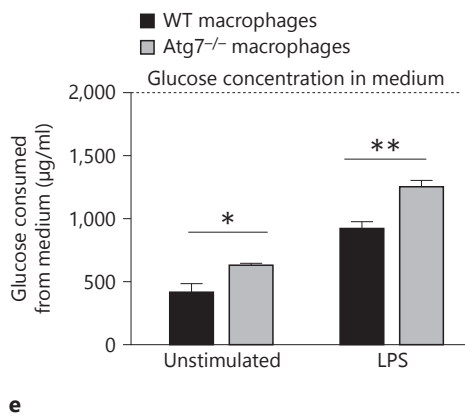 WT macrophages
Atg7–/– macrophages
Glucose concentration in medium
Glucose consumed
from medium (µg/ml)
2,000
1,500
1,000
500
0
*
**
Unstimulated
LPS
e